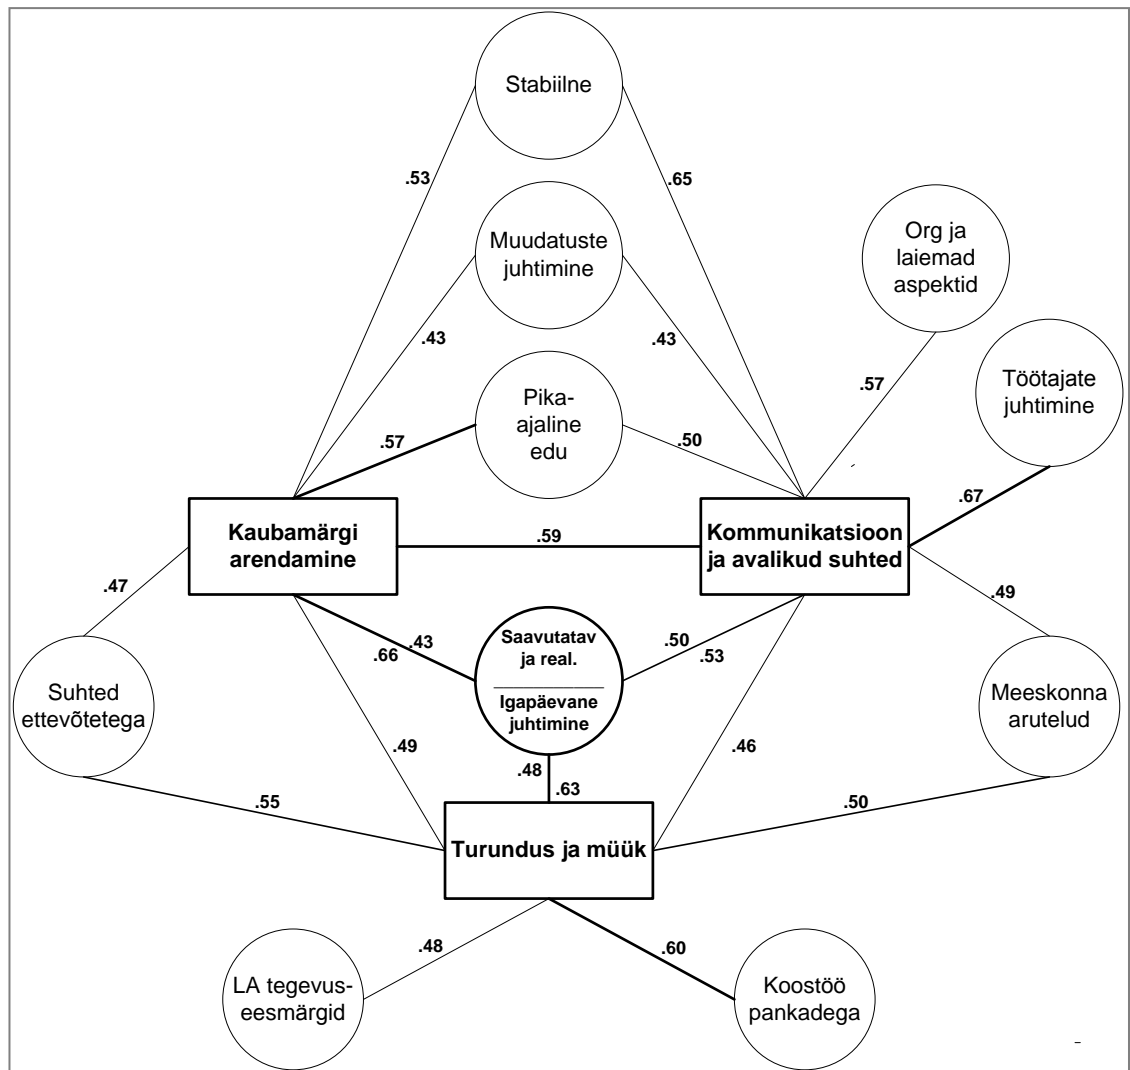 Stabiilne
.53
.65
Muudatuste
juhtimine
Org ja
laiemad
aspektid
.43
.43
.57
Töötajate
juhtimine
Pika-
ajaline
edu
.57
.50
.67
Kaubamärgi
arendamine
.59
Kommunikatsioon
ja avalikud suhted
.47
.49
.43
.66
Saavutatav
ja real.
Igapäevane
juhtimine
.50
.53
Suhted
ettevõtetega
Meeskonna
arutelud
.49
.48
.63
.46
.55
.50
Turundus ja müük
.48
.60
LA tegevus-
eesmärgid
Koostöö
pankadega